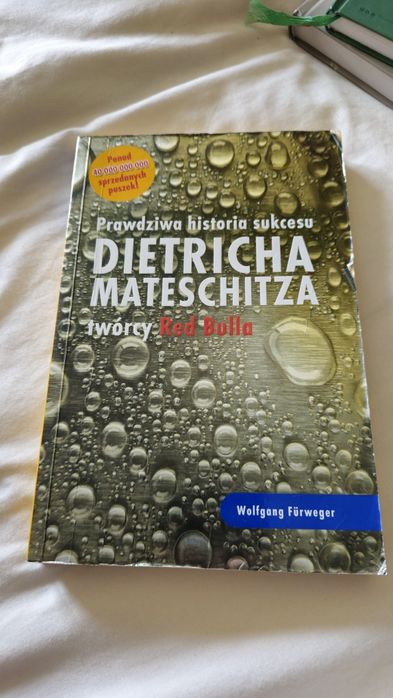 Ponad
40 000 000 000
sprzedanych
puszek!
Prawdziwa historia sukcesu
DIETRICHA
MATESCHITZA
twórcy Red Bulla
Wolfgang Fürweger